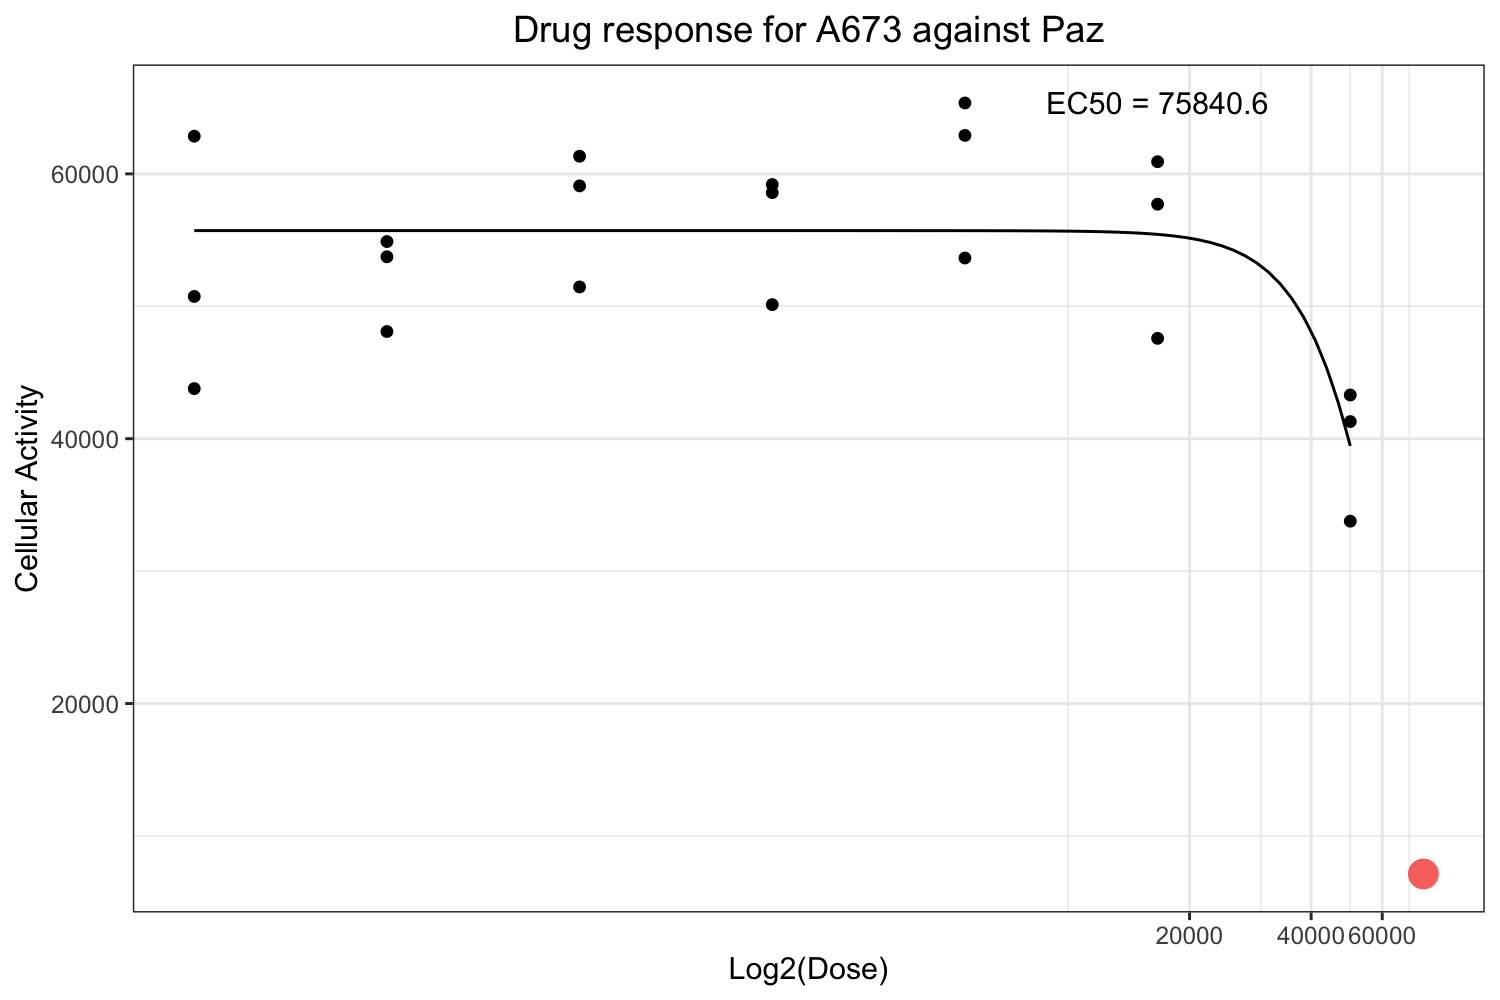 Drug response for A673 against Paz
EC50 = 75840.6
60000
40000
20000
Cellular Activity
20000 40000 60000
Log2(Dose)